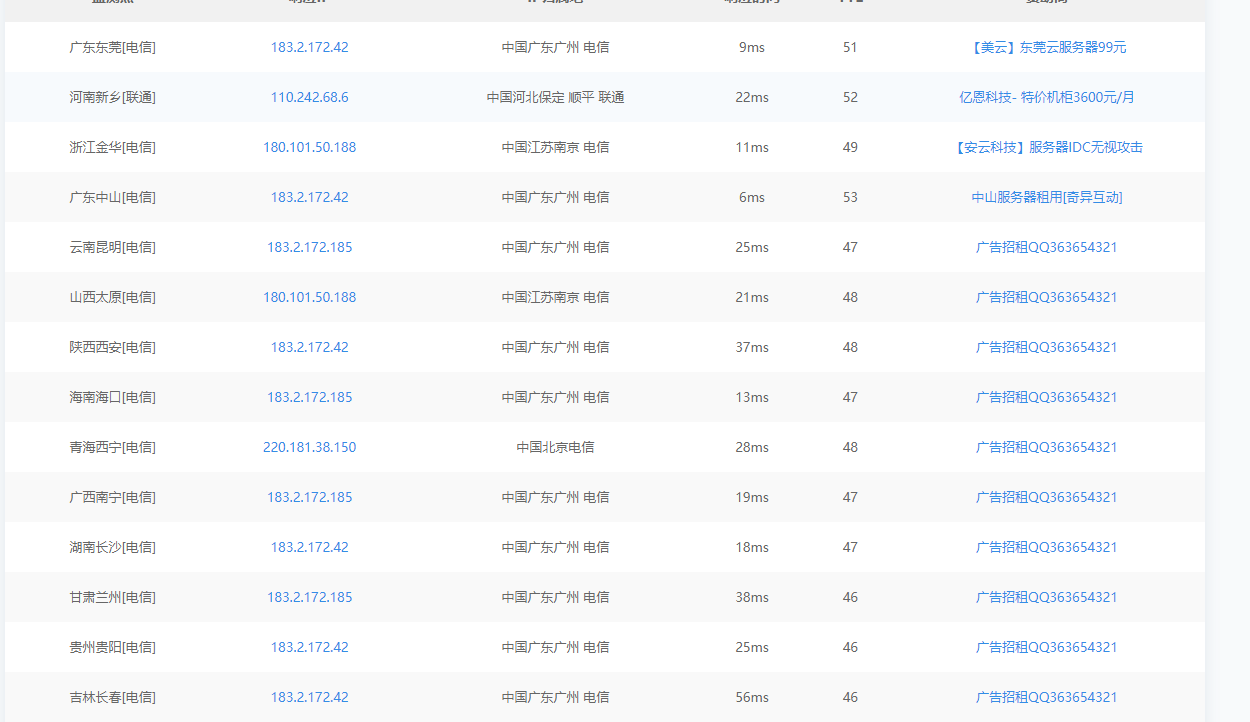 广东东莞[电信] 183.2.172.42 中国广东广州 电信 9ms 51 【美云】东莞云服务器99元
河南新乡[联通] 110.242.68.6 中国河北保定 顺平 联通 22ms 52 亿恩科技- 特价机柜3600元/月
浙江金华[电信] 180.101.50.188 中国江苏南京 电信 11ms 49 【安云科技】服务器IDC无视攻击
广东中山[电信] 183.2.172.42 中国广东广州 电信 6ms 53 中山服务器租用[奇异互动]
云南昆明[电信] 183.2.172.185 中国广东广州 电信 25ms 47 广告招租QQ363654321
山西太原[电信] 180.101.50.188 中国江苏南京 电信 21ms 48 广告招租QQ363654321
陕西西安[电信] 183.2.172.42 中国广东广州 电信 37ms 48 广告招租QQ363654321
海南海口[电信] 183.2.172.185 中国广东广州 电信 13ms 47 广告招租QQ363654321
青海西宁[电信] 220.181.38.150 中国北京电信 28ms 48 广告招租QQ363654321
广西南宁[电信] 183.2.172.185 中国广东广州 电信 19ms 47 广告招租QQ363654321
湖南长沙[电信] 183.2.172.42 中国广东广州 电信 18ms 47 广告招租QQ363654321
甘肃兰州[电信] 183.2.172.185 中国广东广州 电信 38ms 46 广告招租QQ363654321
贵州贵阳[电信] 183.2.172.42 中国广东广州 电信 25ms 46 广告招租QQ363654321
吉林长春[电信] 183.2.172.42 中国广东广州 电信 56ms 46 广告招租QQ363654321